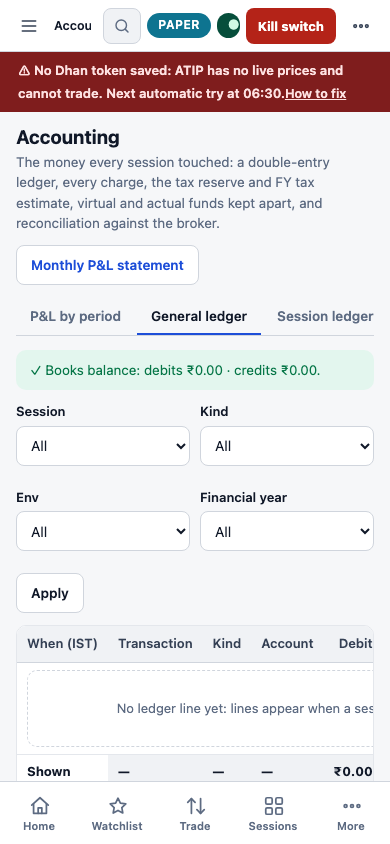 Accou
PAPER
Kill switch
⚠ No Dhan token saved: ATIP has no live prices and
cannot trade. Next automatic try at 06:30. How to fix
Accounting
The money every session touched: a double-entry
ledger, every charge, the tax reserve and FY tax
estimate, virtual and actual funds kept apart, and
reconciliation against the broker.
Monthly P&L statement
P&L by period General ledger Session ledger
✓ Books balance: debits ₹0.00 · credits ₹0.00.
Session Kind
All All
Env Financial year
All All
Apply
When (IST) Transaction Kind Account Debit
No ledger line yet: lines appear when a ses
Shown — — — ₹0.00
Home Watchlist Trade Sessions More